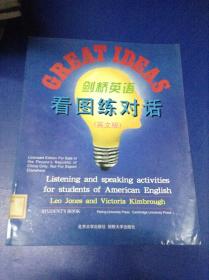 GREAT IDEAS
剑桥英语
看图练对话
(英文版)
Licensed Edition For Sale in
the People's Republic of
China Only. Not For Export
Elsewhere
Listening and speaking activities
for students of American English
Leo Jones and Victoria Kimbrough
STUDENT'S BOOK
Peking University Press Cambridge University Press
北京大学出版社 剑桥大学出版社